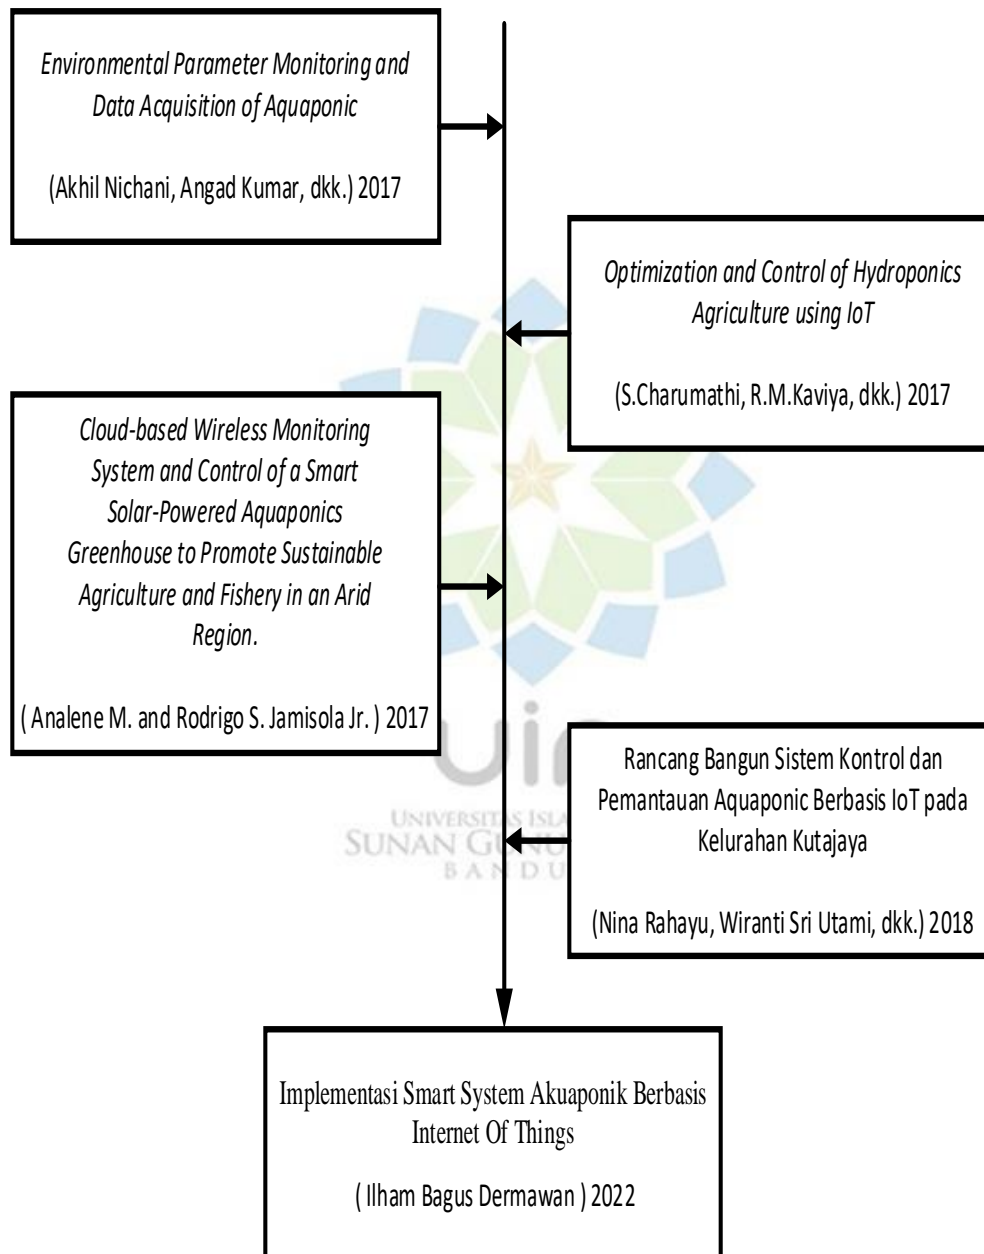 Environmental Parameter Monitoring and
Data Acquisition of Aquaponic
(Akhil Nichani, Angad Kumar, dkk.) 2017
Optimization and Control of Hydroponics
Agriculture using IoT
(S.Charumathi, R.M.Kaviya, dkk.) 2017
Cloud-based Wireless Monitoring
System and Control of a Smart
Solar-Powered Aquaponics
Greenhouse to Promote Sustainable
Agriculture and Fishery in an Arid
Region.
( Analene M. and Rodrigo S. Jamisola Jr. ) 2017
Rancang Bangun Sistem Kontrol dan
Pemantauan Aquaponic Berbasis IoT pada
Kelurahan Kutajaya
(Nina Rahayu, Wiranti Sri Utami, dkk.) 2018
UNIVERSITAS
SUNAN
Implementasi Smart System Akuaponik Berbasis
Internet Of Things
( Ilham Bagus Dermawan ) 2022